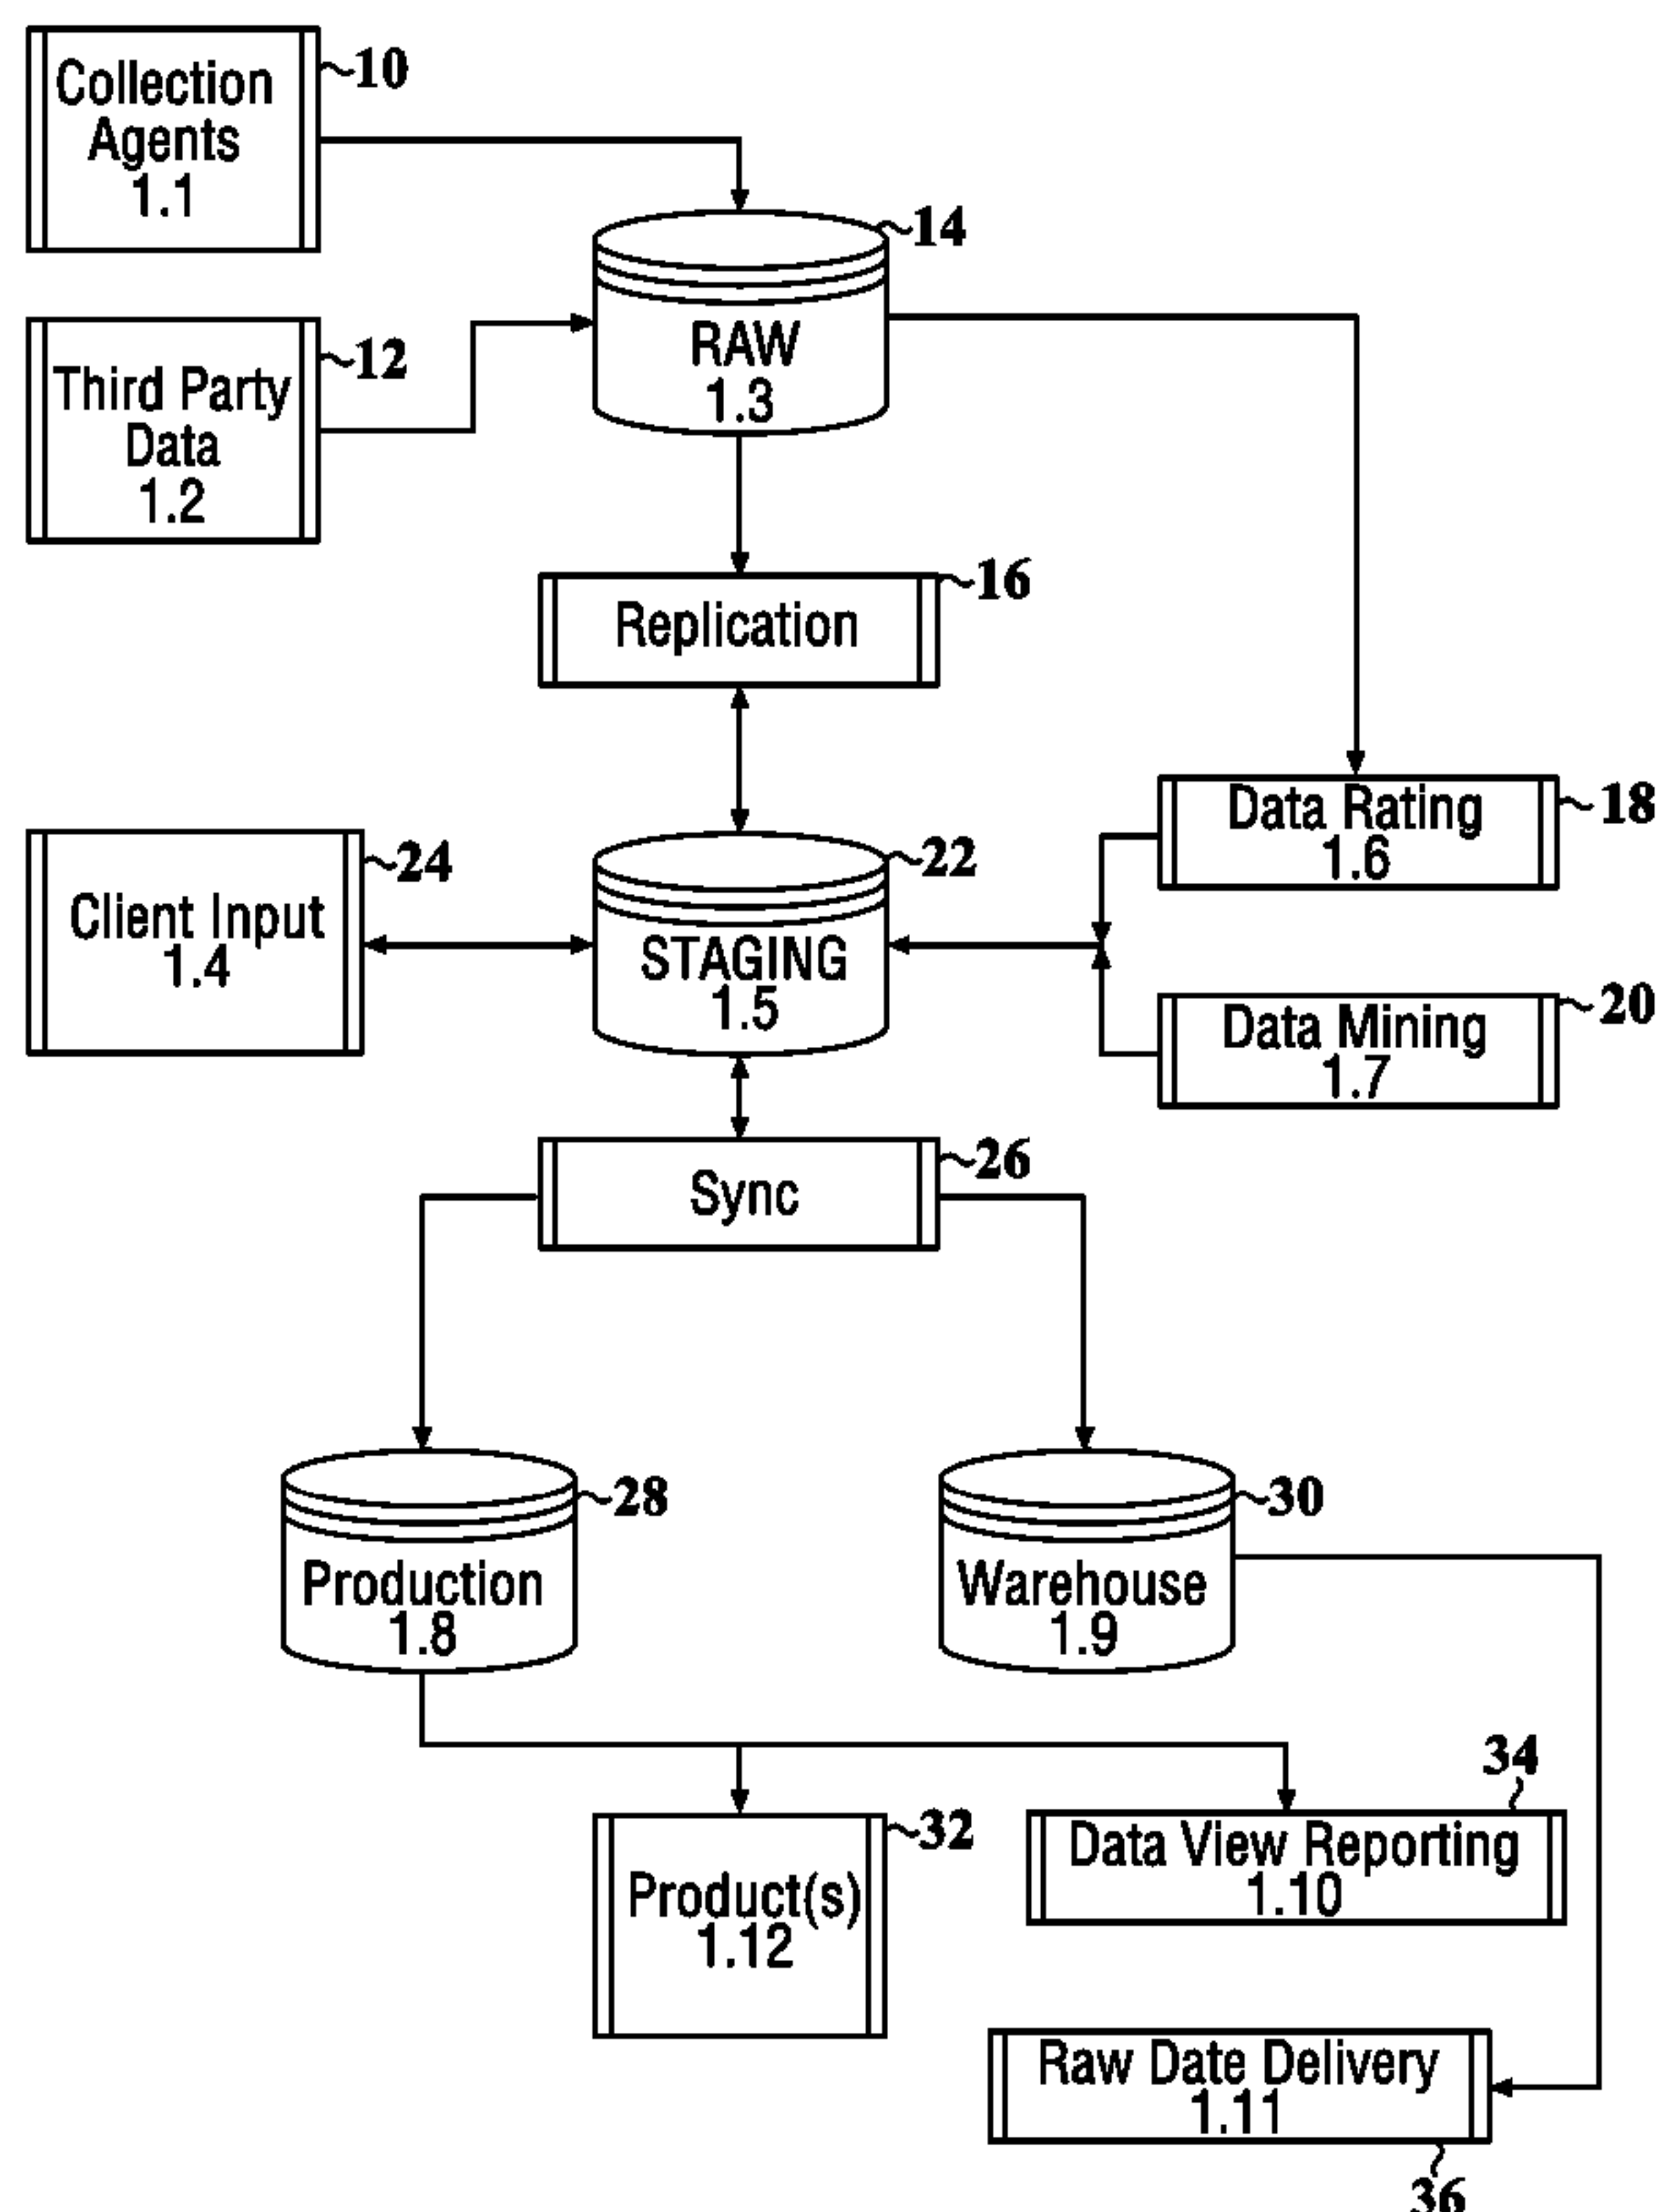 Collection
Agents
1.1
10
Third Party
Data
1.2
12
RAW
1.3
14
Replication
16
Data Rating
1.6
18
Client Input
1.4
24
STAGING
1.5
22
Data Mining
1.7
20
Sync
26
Production
1.8
28
Warehouse
1.9
30
Product(s)
1.12
32
34
Data View Reporting
1.10
Raw Date Delivery
1.11
36